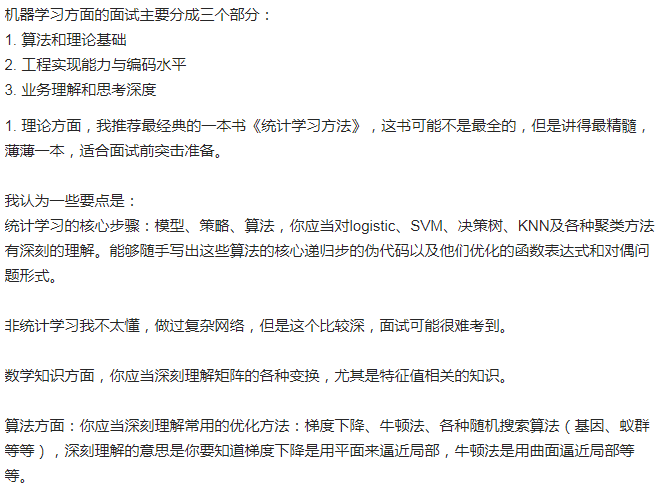 机器学习方面的面试主要分成三个部分：
1. 算法和理论基础
2. 工程实现能力与编码水平
3. 业务理解和思考深度
1. 理论方面，我推荐最经典的一本书《统计学习方法》，这书可能不是最全的，但是讲得最精髓，
薄薄一本，适合面试前突击准备。
我认为一些要点是：
统计学习的核心步骤：模型、策略、算法，你应当对logistic、SVM、决策树、KNN及各种聚类方法
有深刻的理解。能够随手写出这些算法的核心递归步的伪代码以及他们优化的函数表达式和对偶问
题形式。
非统计学习我不太懂，做过复杂网络，但是这个比较深，面试可能很难考到。
数学知识方面，你应当深刻理解矩阵的各种变换，尤其是特征值相关的知识。
算法方面：你应当深刻理解常用的优化方法：梯度下降、牛顿法、各种随机搜索算法（基因、蚁群
等等），深刻理解的意思是你要知道梯度下降是用平面来逼近局部，牛顿法是用曲面逼近局部等
等。